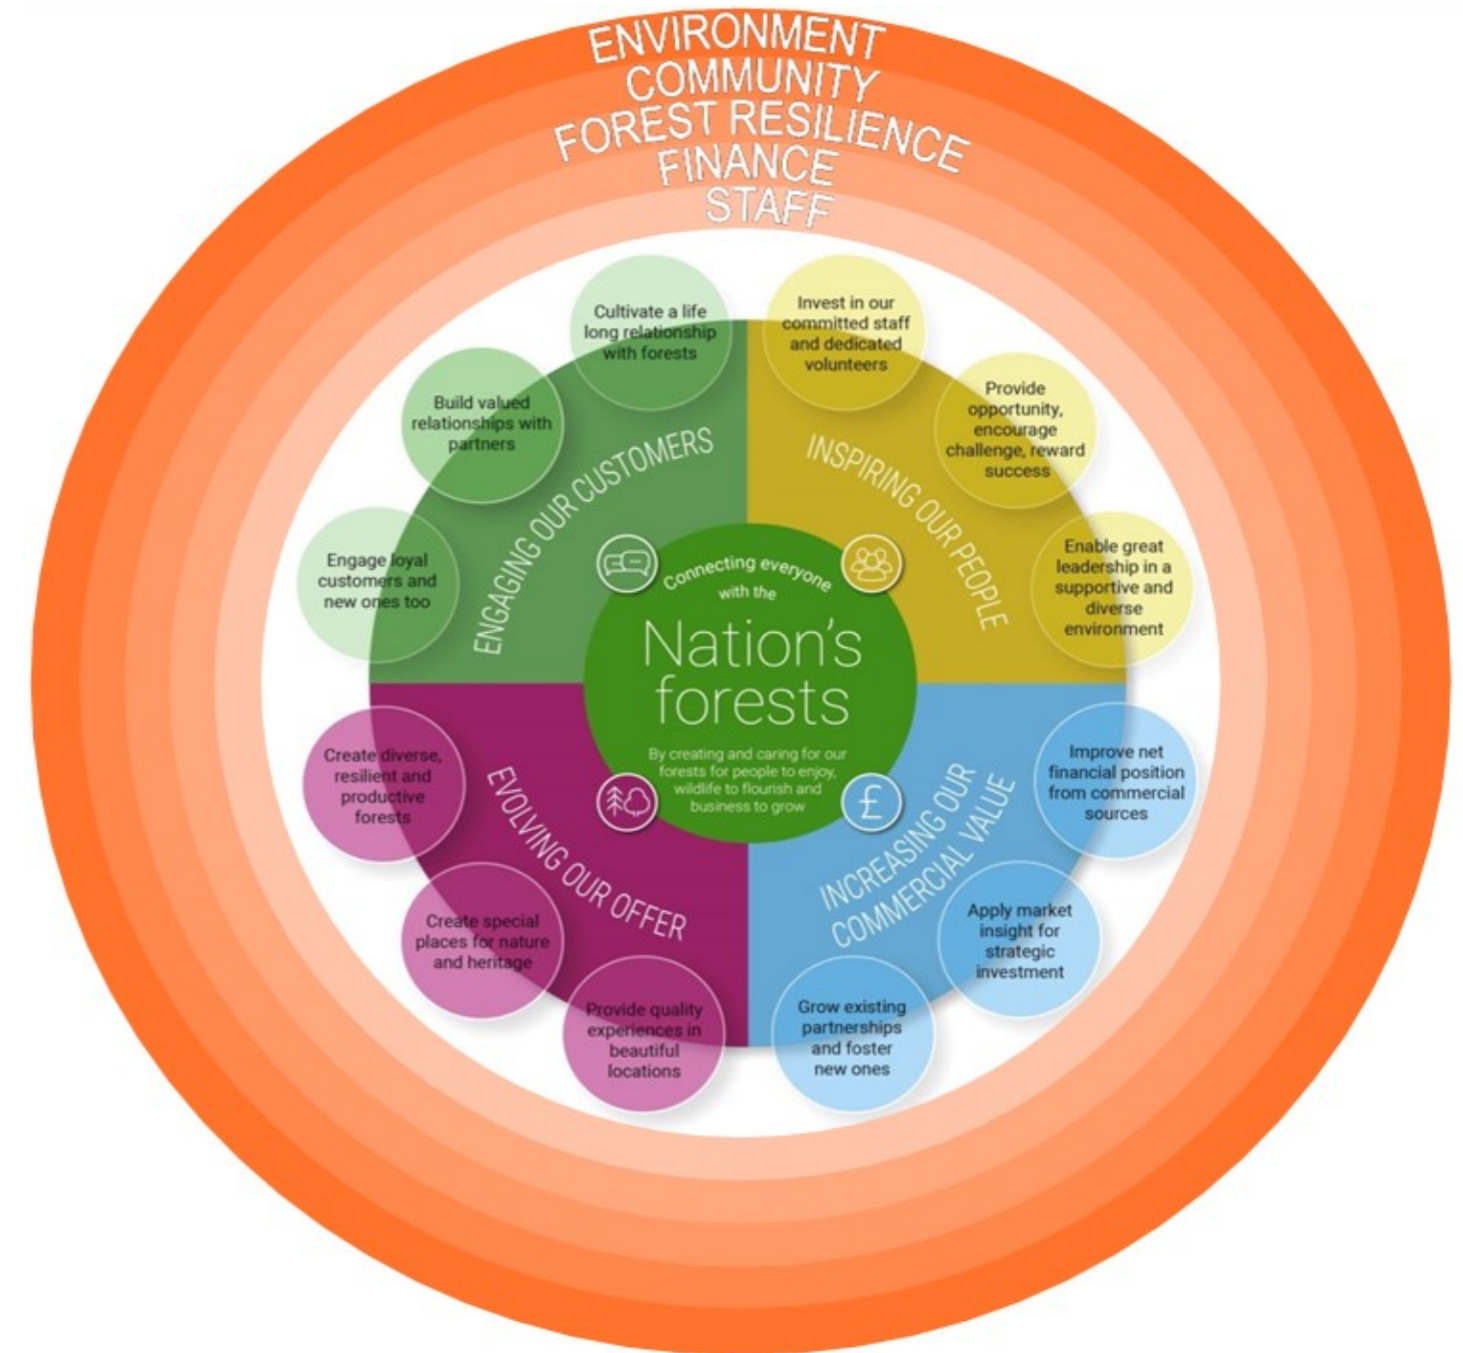 ENVIRONMENT
COMMUNITY
FOREST RESILIENCE
FINANCE
STAFF
Cultivate a life
long relationship
with forests
Build valued
relationships with
partners
Engage loyal
customers and
new ones too
ENGAGING OUR CUSTOMERS
Invest in our
committed staff
and dedicated
volunteers
Provide
opportunity,
encourage
challenge, reward
success
Enable great
leadership in a
supportive and
diverse
environment
INSPIRING OUR PEOPLE
Connecting everyone
with the
Nation's
forests
By creating and caring for our
forests for people to enjoy,
wildlife to flourish and
business to grow
£
Create diverse,
resilient and
productive
forests
Create special
places for nature
and heritage
Provide quality
experiences in
beautiful
locations
EVOLVING OUR OFFER
Improve net
financial position
from commercial
sources
Apply market
insight for
strategic
investment
Grow existing
partnerships
and foster
new ones
INCREASING OUR
COMMERCIAL VALUE